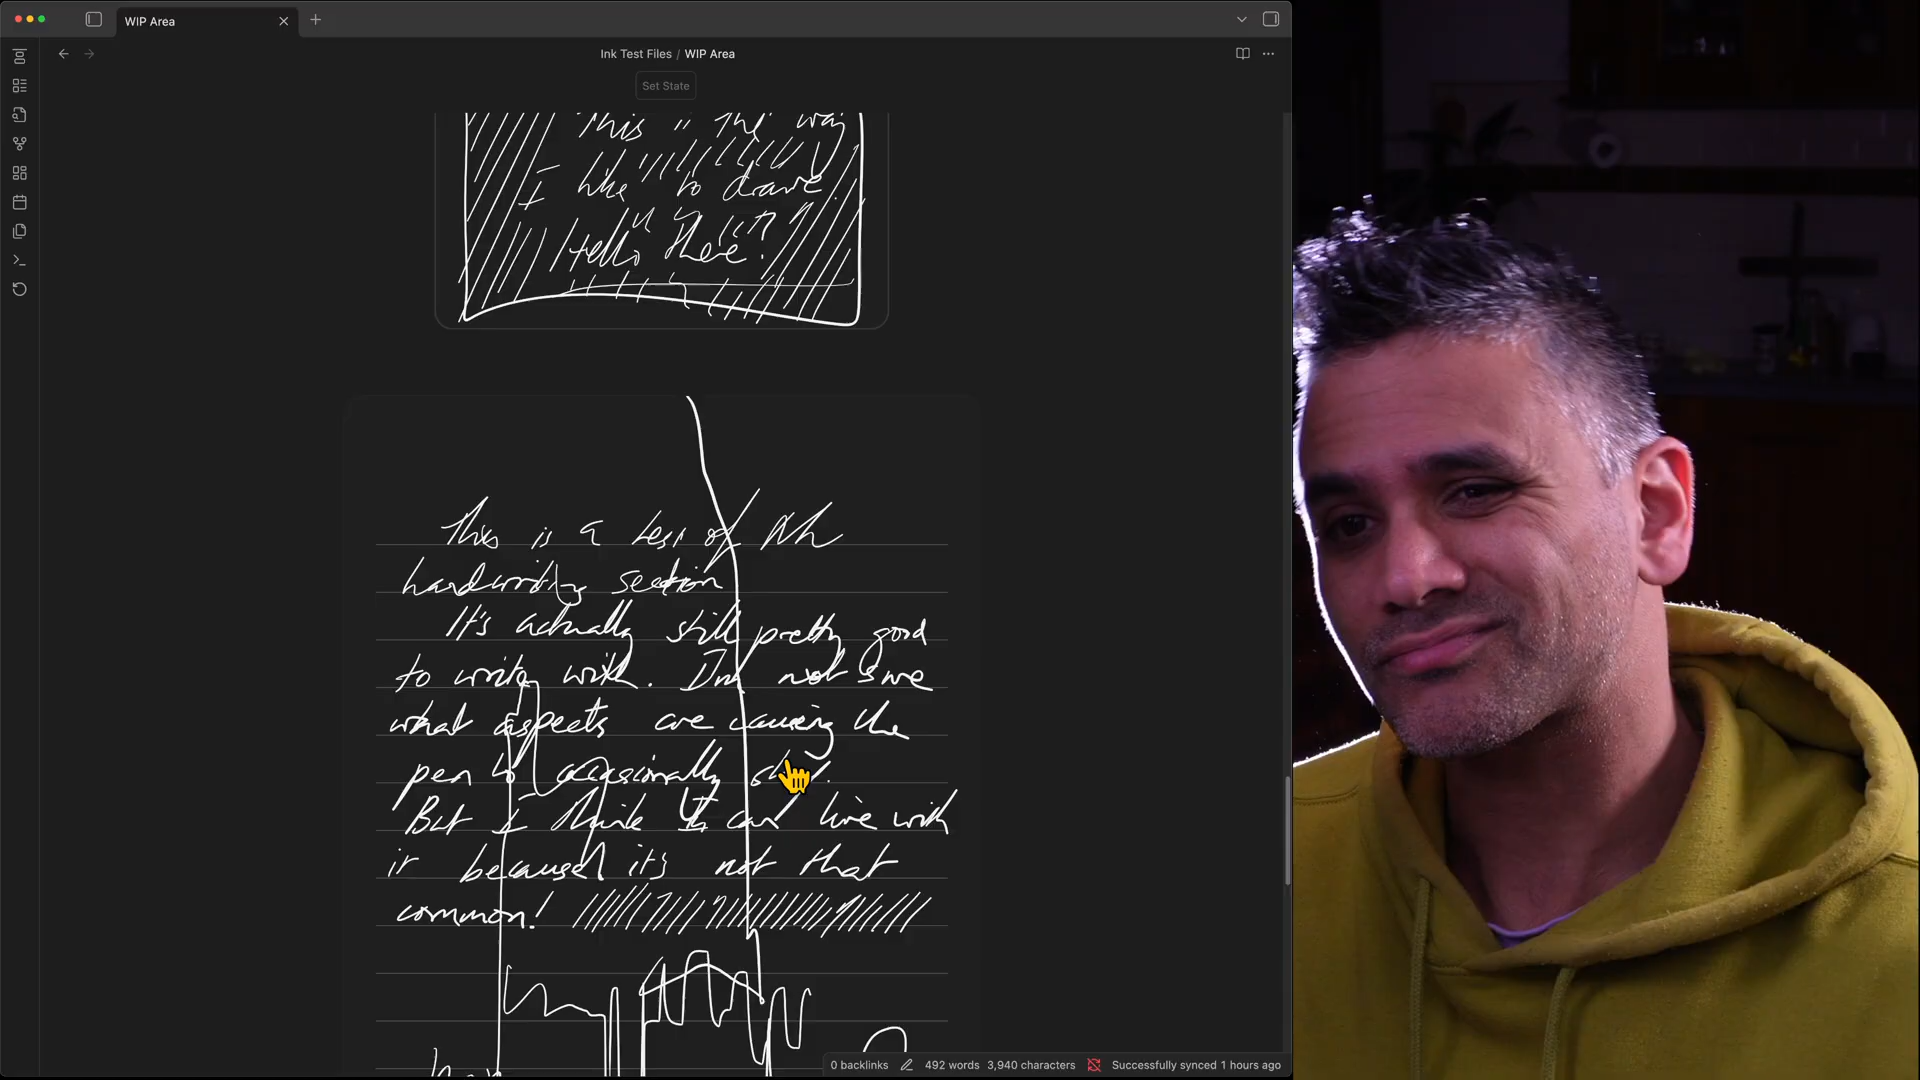 WIP Area
Ink Test Files / WIP Area
Set State
This is the way
I like to draw
Hello there!
This is a test of the
handwriting section
It's actually still pretty good
to write with. I'm not sure
what aspects are causing the
pen to occasionally
But I think I can live with
it because it's not that
common!
0 backlinks 492 words 3,940 characters Successfully synced 1 hours ago